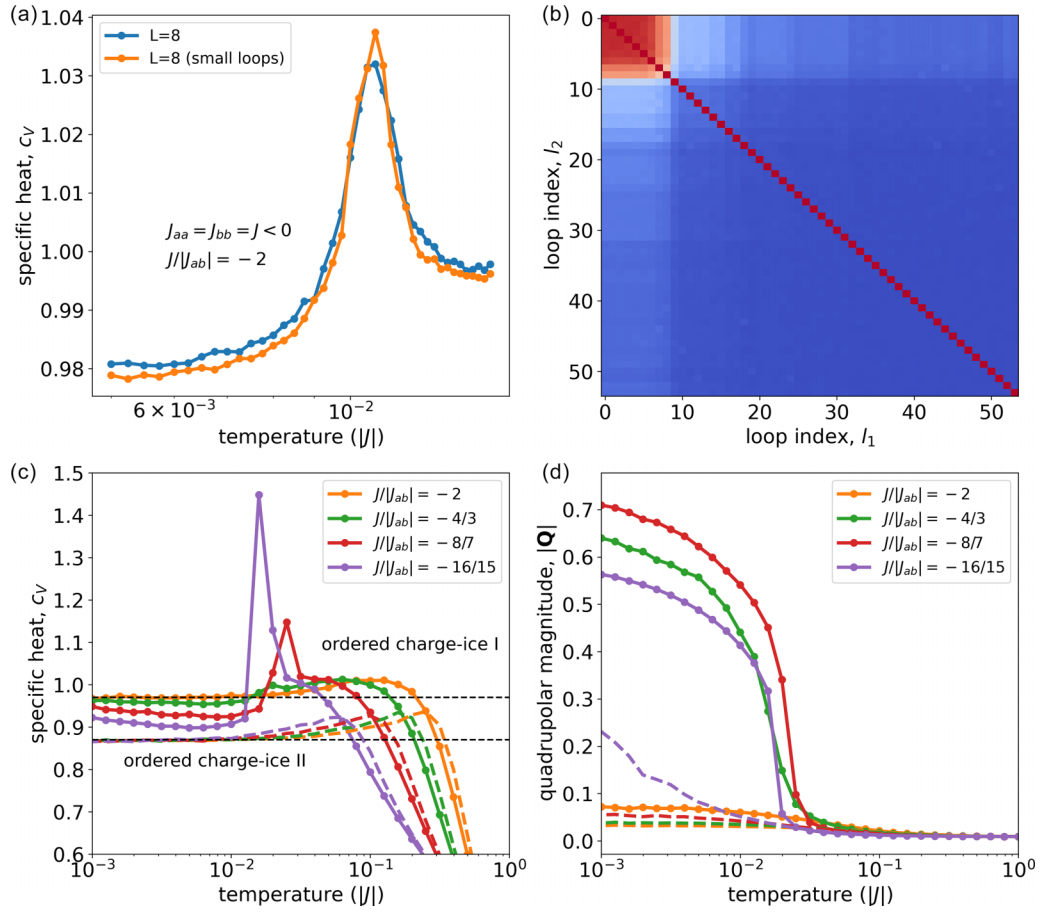 (a)
1.04
1.03
1.02
1.01
1.00
0.99
0.98
specific heat, c_V
L=8
L=8 (small loops)
J_aa = J_bb = J < 0
J/|J_ab| = −2
6 × 10⁻³
10⁻²
temperature (|J|)
(b)
0
10
20
30
40
50
loop index, l_2
0
10
20
30
40
50
loop index, l_1
(c)
1.5
1.4
1.3
1.2
1.1
1.0
0.9
0.8
0.7
0.6
specific heat, c_V
J/|J_ab| = −2
J/|J_ab| = −4/3
J/|J_ab| = −8/7
J/|J_ab| = −16/15
ordered charge-ice I
ordered charge-ice II
10⁻³
10⁻²
10⁻¹
10⁰
temperature (|J|)
(d)
0.7
0.6
0.5
0.4
0.3
0.2
0.1
0.0
quadrupolar magnitude, |Q|
J/|J_ab| = −2
J/|J_ab| = −4/3
J/|J_ab| = −8/7
J/|J_ab| = −16/15
10⁻³
10⁻²
10⁻¹
10⁰
temperature (|J|)